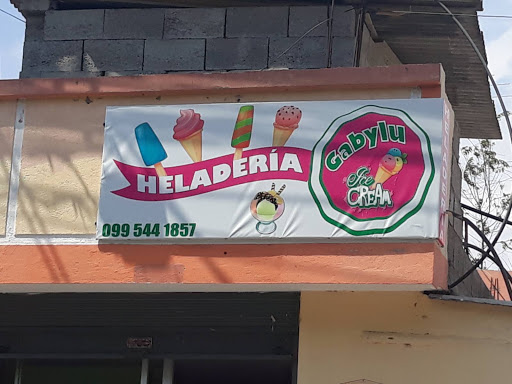 HELADERÍA
099 544 1857
Gabylu
Ice
CREAM